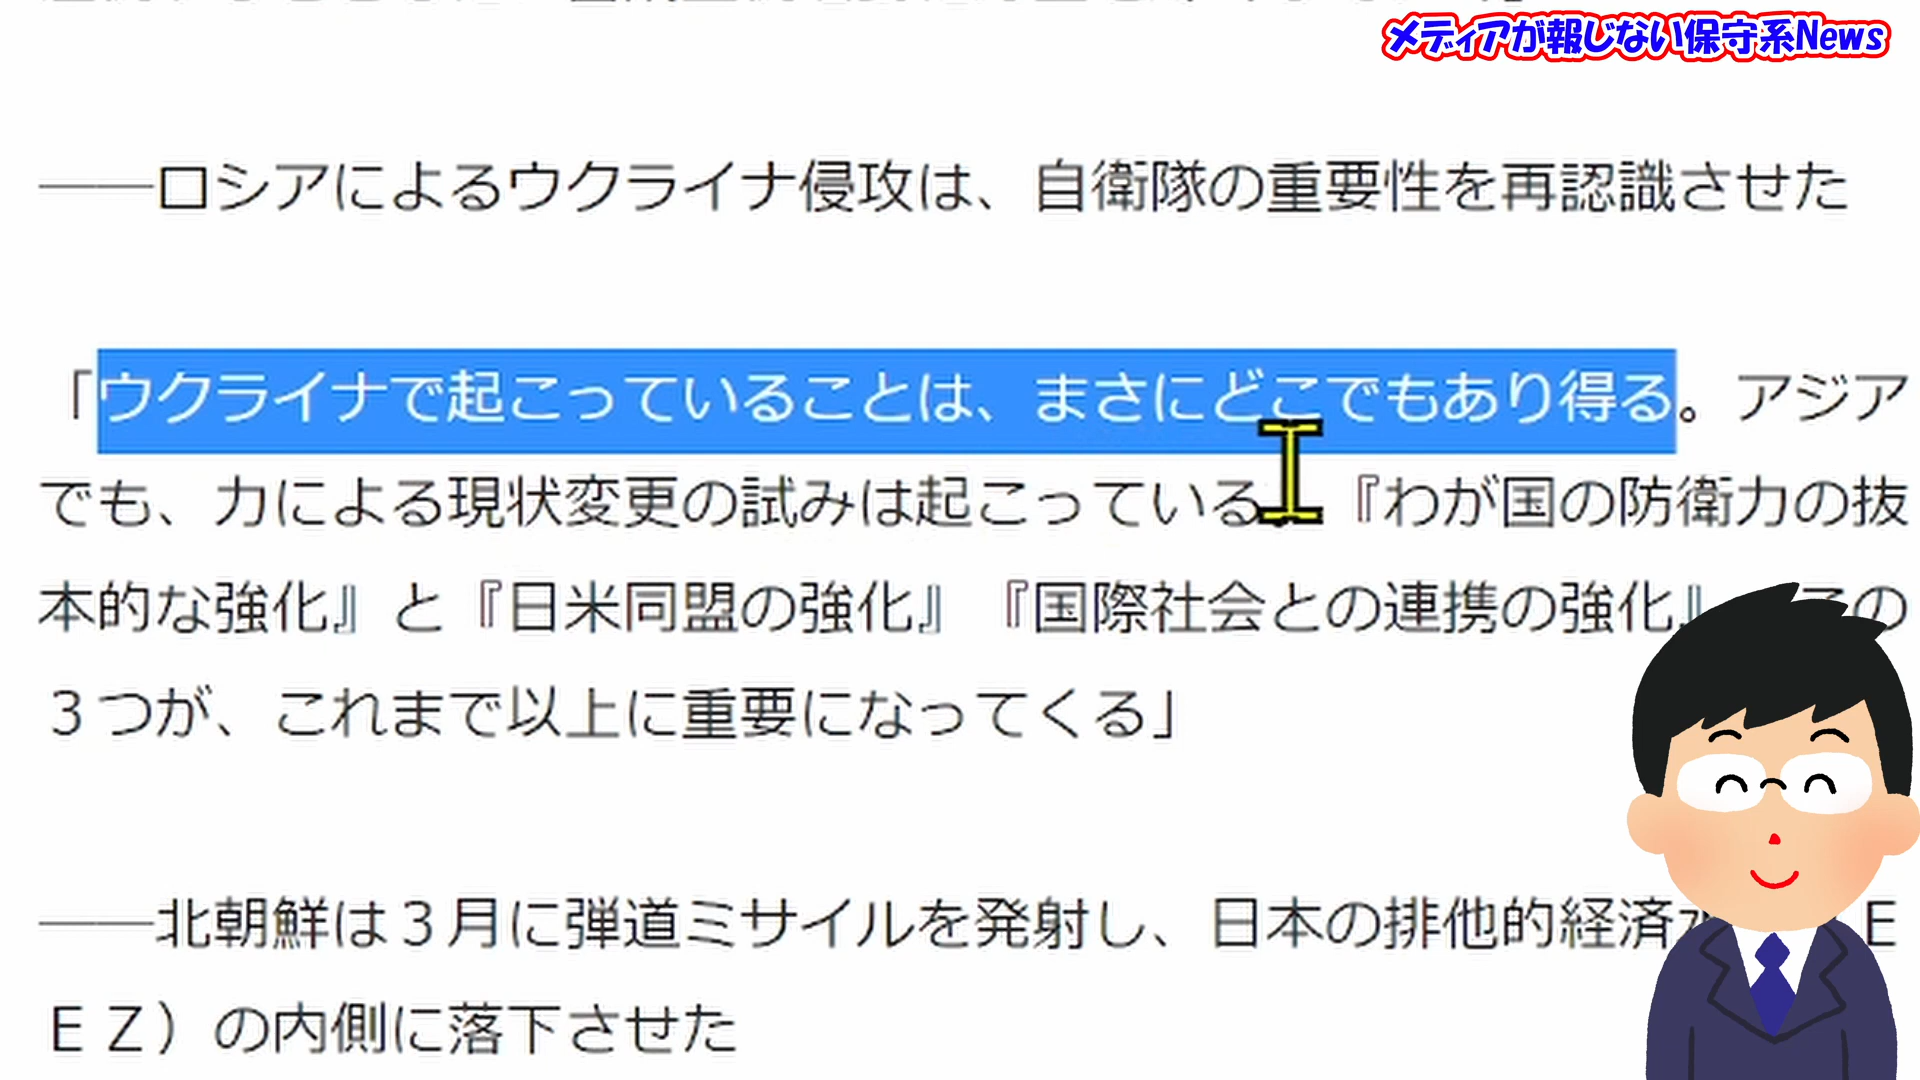 メディアが報じない保守系News
――ロシアによるウクライナ侵攻は、自衛隊の重要性を再認識させた
「ウクライナで起こっていることは、まさにどこでもあり得る。アジア
でも、力による現状変更の試みは起こっている 『わが国の防衛力の抜
本的な強化』と『日米同盟の強化』『国際社会との連携の強化』 この
３つが、これまで以上に重要になってくる」
――北朝鮮は３月に弾道ミサイルを発射し、日本の排他的経済水 Ｅ
ＥＺ）の内側に落下させた